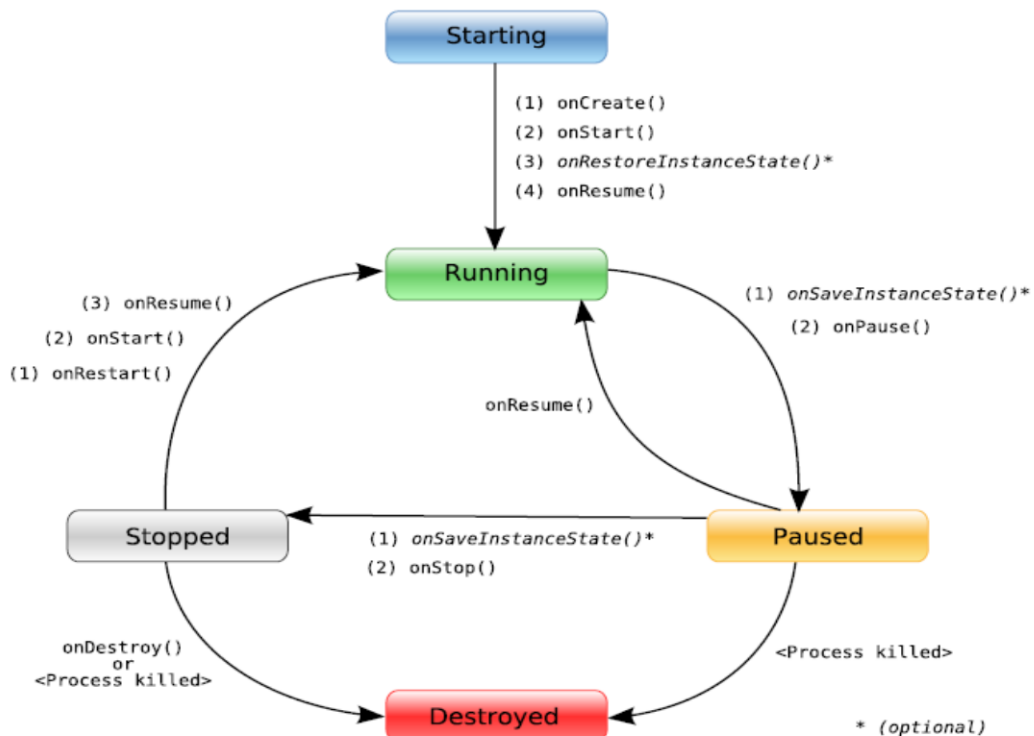 Starting
(1) onCreate()
(2) onStart()
(3) onRestoreInstanceState()*
(4) onResume()
Running
(3) onResume()
(2) onStart()
(1) onRestart()
(1) onSaveInstanceState()*
(2) onPause()
onResume()
Stopped
(1) onSaveInstanceState()*
(2) onStop()
Paused
onDestroy()
or
<Process killed>
<Process killed>
Destroyed
* (optional)